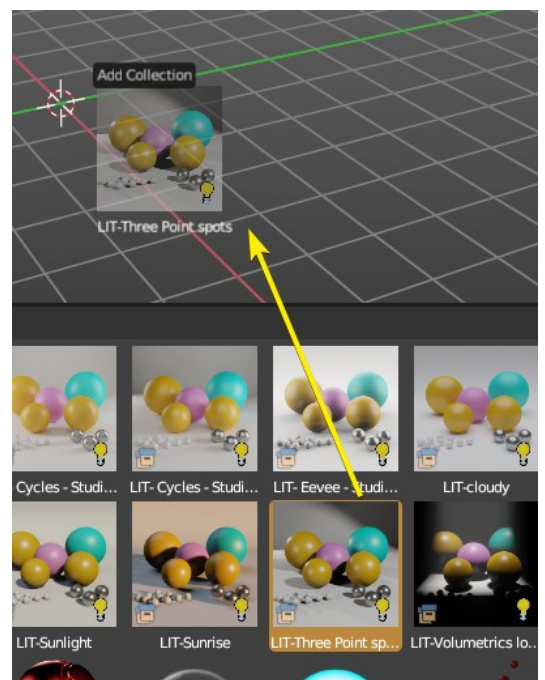 Add Collection
LIT-Three Point spots
Cycles - Studi...
LIT- Cycles - Studi...
LIT- Eevee - Studi...
LIT-cloudy
LIT-Sunlight
LIT-Sunrise
LIT-Three Point sp...
LIT-Volumetrics lo...